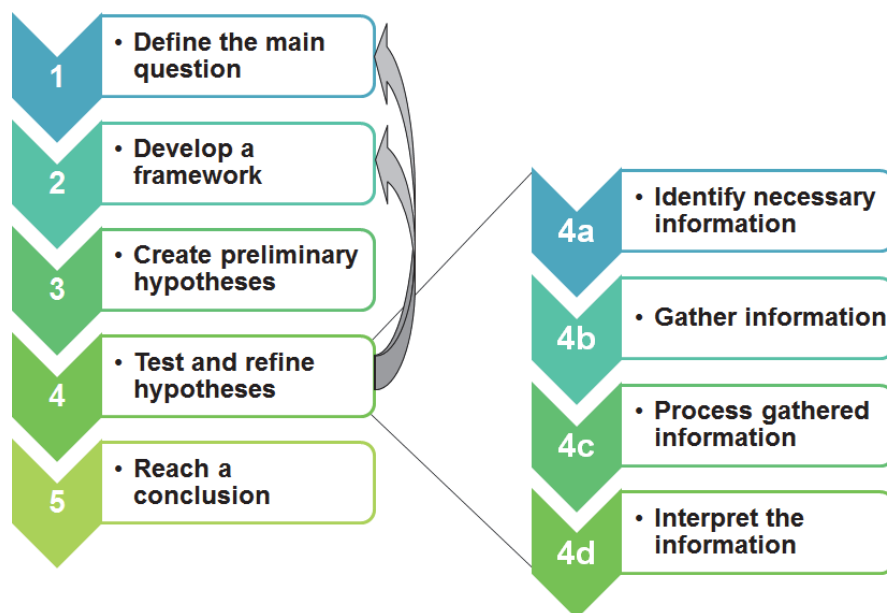 1
• Define the main
question
2
• Develop a
framework
3
• Create preliminary
hypotheses
4
• Test and refine
hypotheses
5
• Reach a
conclusion
4a
• Identify necessary
information
4b
• Gather information
4c
• Process gathered
information
4d
• Interpret the
information